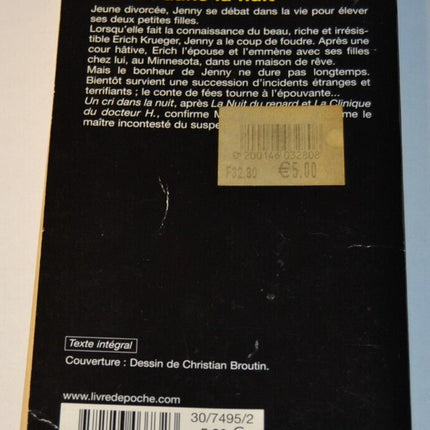 Jeune divorcée, Jenny se débat dans la vie pour élever
ses deux petites filles.
Lorsqu'elle fait la connaissance du beau, riche et irrésis-
tible Erich Krueger, Jenny a le coup de foudre. Après une
cour hâtive, Erich l'épouse et l'emmène avec ses filles
chez lui, au Minnesota, dans une maison de rêve.
Mais le bonheur de Jenny ne dure pas longtemps.
Bientôt survient une succession d'incidents étranges et
terrifiants ; le conte de fées tourne à l'épouvante...
Un cri dans la nuit, après La Nuit du renard et La Clinique
du docteur H., confirme me le
maître incontesté du
200146 032808
F32.80 €5.00
Texte intégral
Couverture : Dessin de Christian Broutin.
www.livredepoche.com
30/7495/2